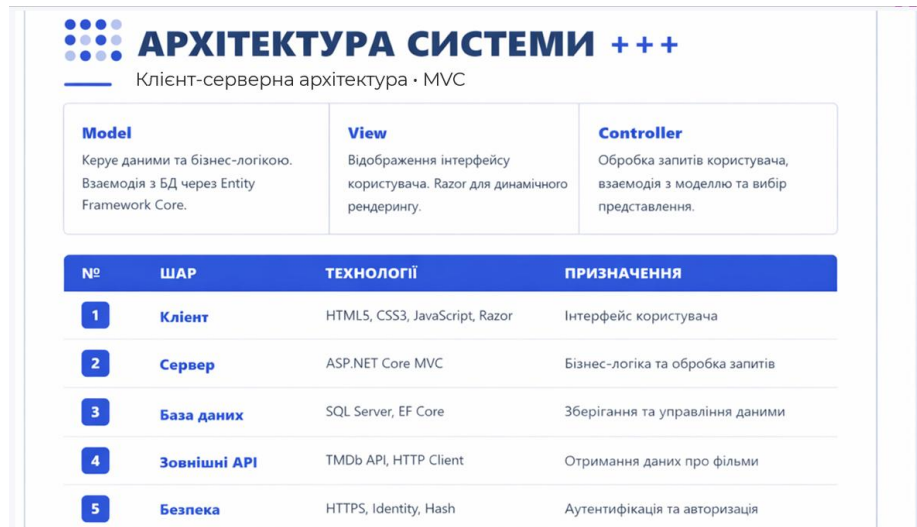 АРХІТЕКТУРА СИСТЕМИ +++
Клієнт-серверна архітектура • MVC
Model
Керує даними та бізнес-логікою.
Взаємодія з БД через Entity
Framework Core.
View
Відображення інтерфейсу
користувача. Razor для динамічного
рендерингу.
Controller
Обробка запитів користувача,
взаємодія з моделлю та вибір
представлення.
№ ШАР ТЕХНОЛОГІЇ ПРИЗНАЧЕННЯ
1 Клієнт HTML5, CSS3, JavaScript, Razor Інтерфейс користувача
2 Сервер ASP.NET Core MVC Бізнес-логіка та обробка запитів
3 База даних SQL Server, EF Core Зберігання та управління даними
4 Зовнішні API TMDb API, HTTP Client Отримання даних про фільми
5 Безпека HTTPS, Identity, Hash Аутентифікація та авторизація